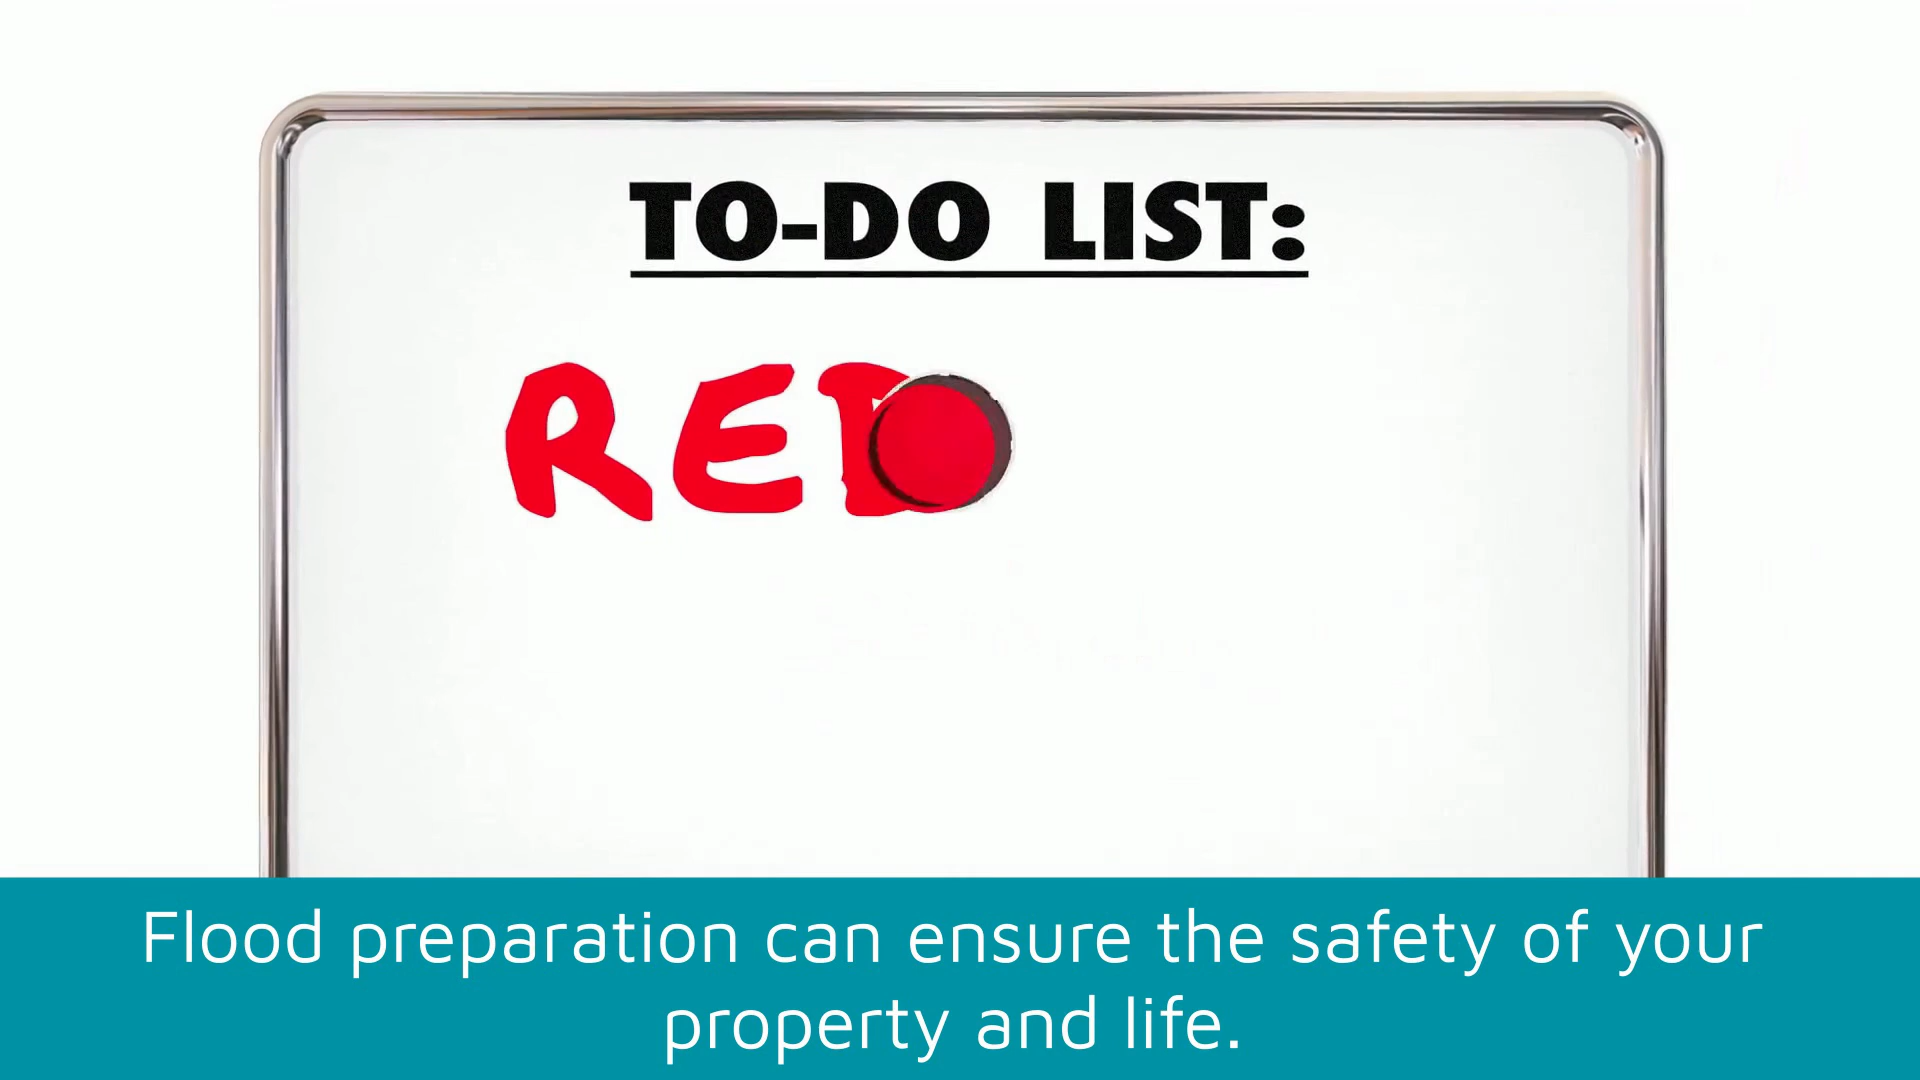 TO-DO LIST:
RED
Flood preparation can ensure the safety of your
property and life.